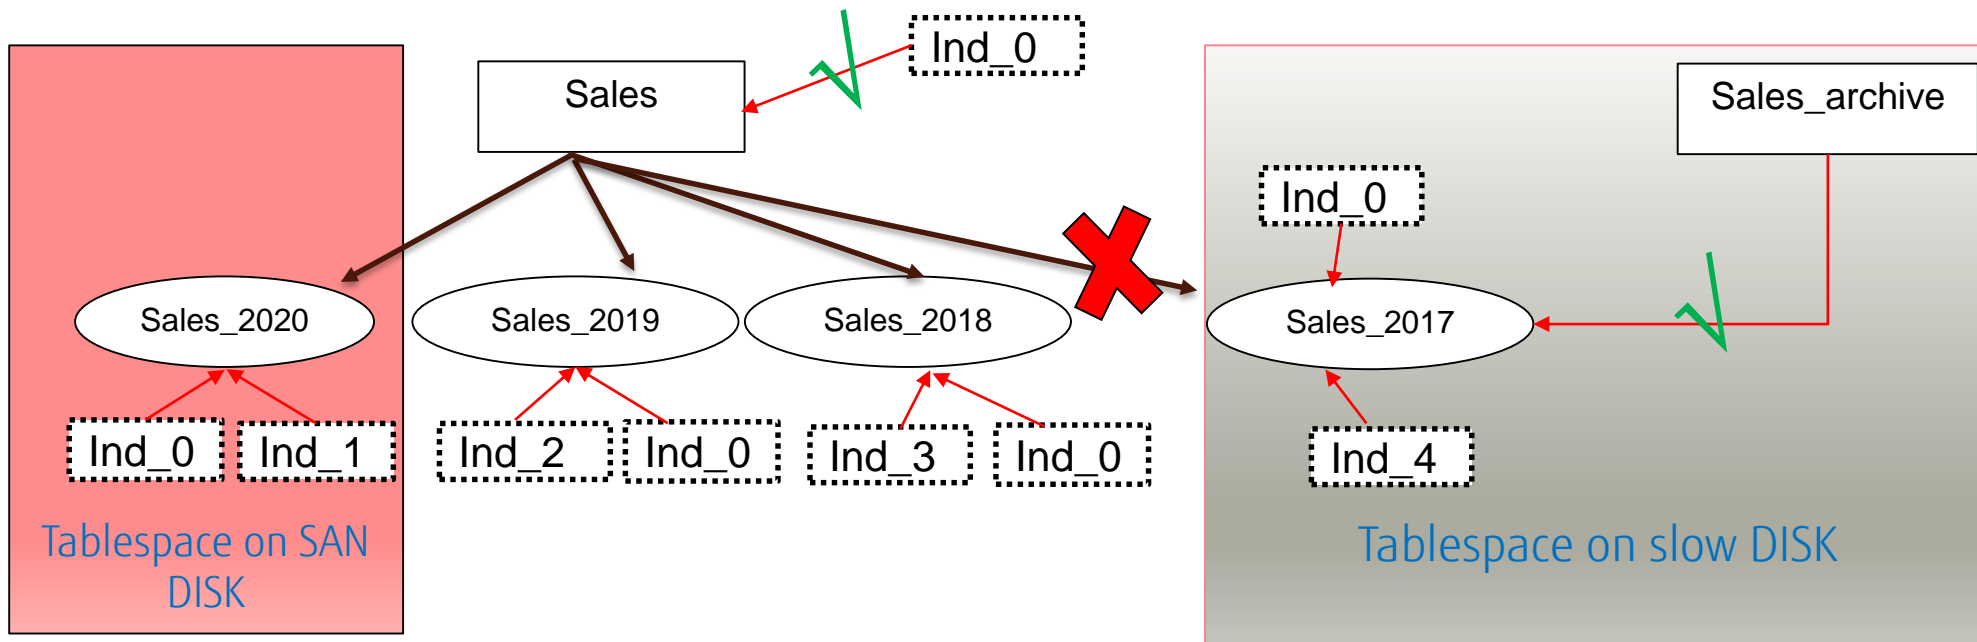 Ind_0
Sales
Sales_archive
Ind_0
Sales_2020
Sales_2019
Sales_2018
Sales_2017
Ind_0
Ind_1
Ind_2
Ind_0
Ind_3
Ind_0
Ind_4
Tablespace on SAN
DISK
Tablespace on slow DISK